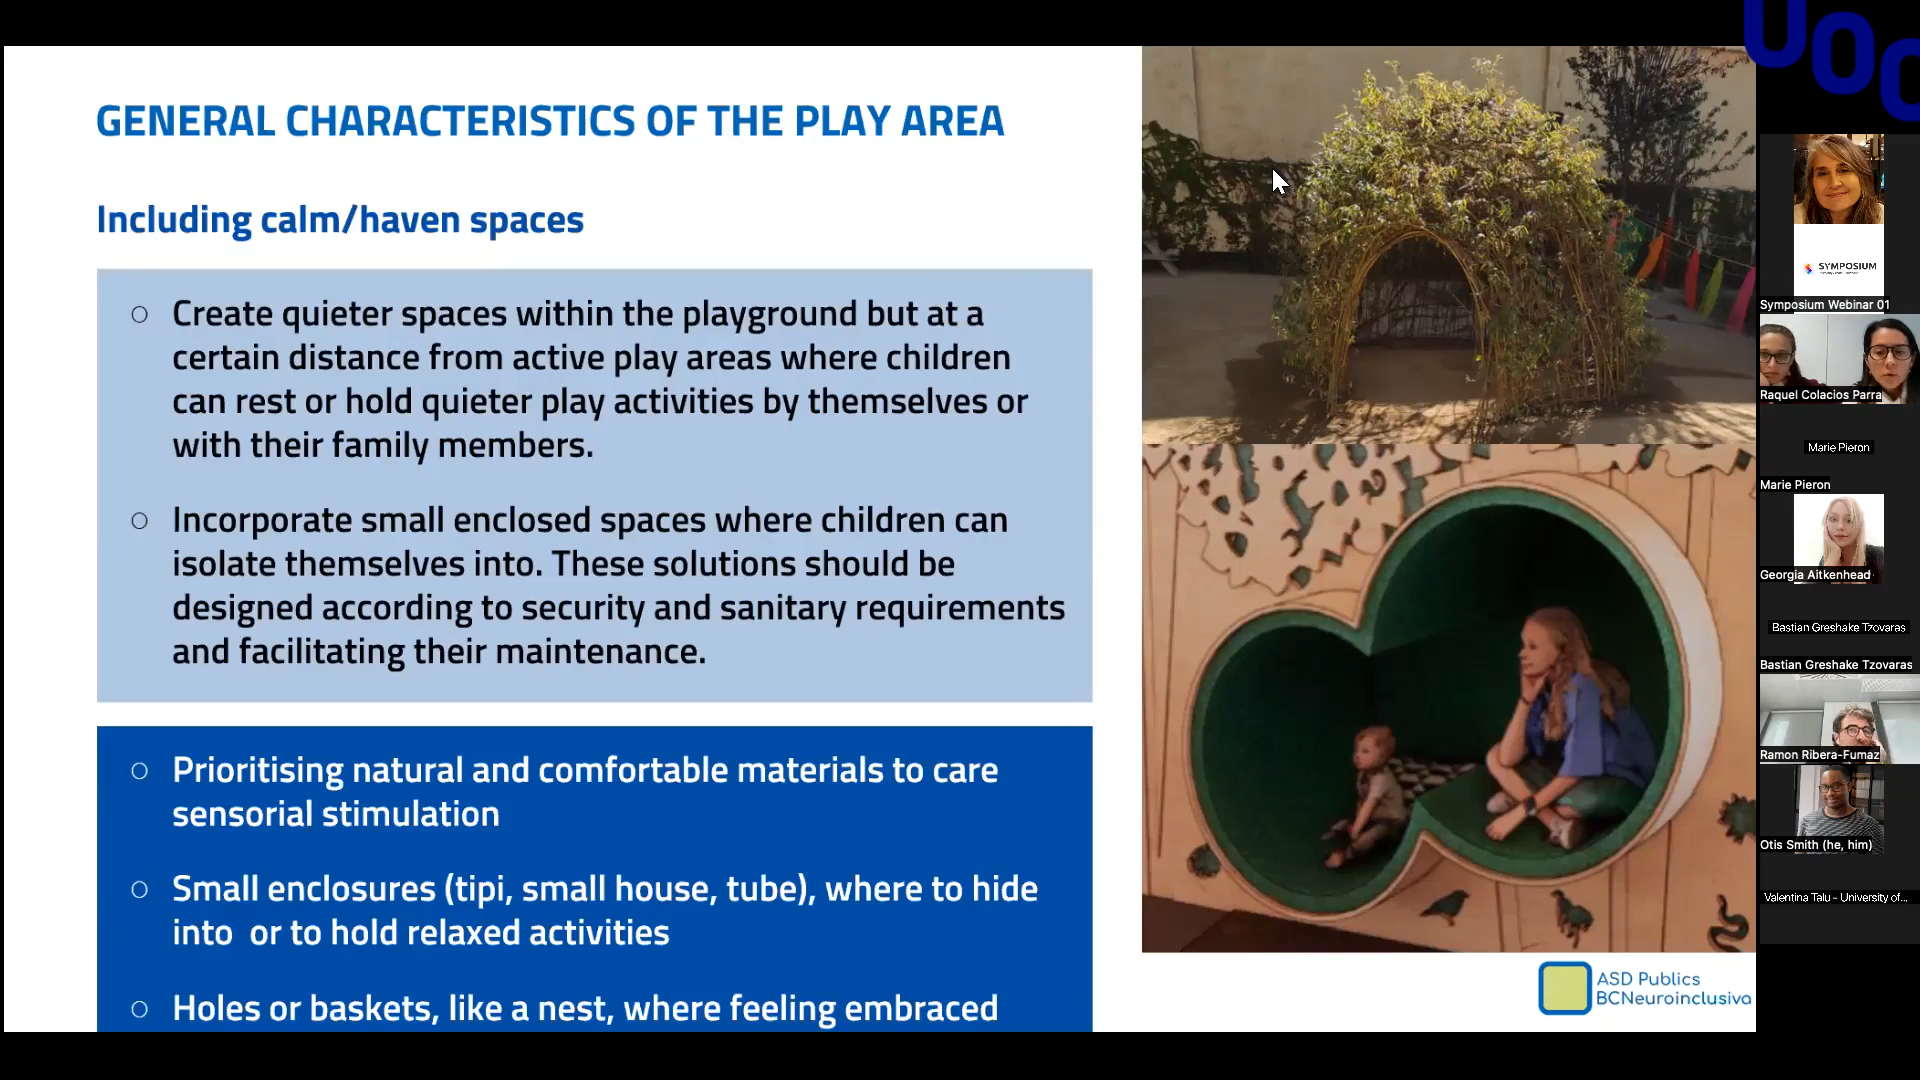 UOC
GENERAL CHARACTERISTICS OF THE PLAY AREA
Including calm/haven spaces
○ Create quieter spaces within the playground but at a
certain distance from active play areas where children
can rest or hold quieter play activities by themselves or
with their family members.
○ Incorporate small enclosed spaces where children can
isolate themselves into. These solutions should be
designed according to security and sanitary requirements
and facilitating their maintenance.
○ Prioritising natural and comfortable materials to care
sensorial stimulation
○ Small enclosures (tipi, small house, tube), where to hide
into or to hold relaxed activities
○ Holes or baskets, like a nest, where feeling embraced
ASD Publics
BCNeuroinclusiva
SYMPOSIUM
Symposium Webinar 01
Raquel Colacios Parra
Marie Pieron
Marie Pieron
Georgia Aitkenhead
Bastian Greshake Tzovaras
Bastian Greshake Tzovaras
Ramon Ribera-Fumaz
Otis Smith (he, him)
Valentina Talu - University of...